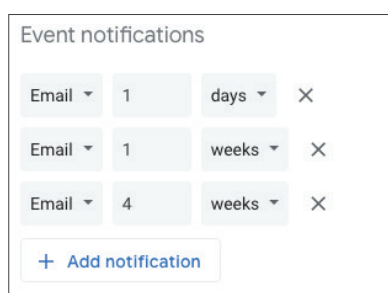 Event notifications
Email 1 days
Email 1 weeks
Email 4 weeks
+ Add notification